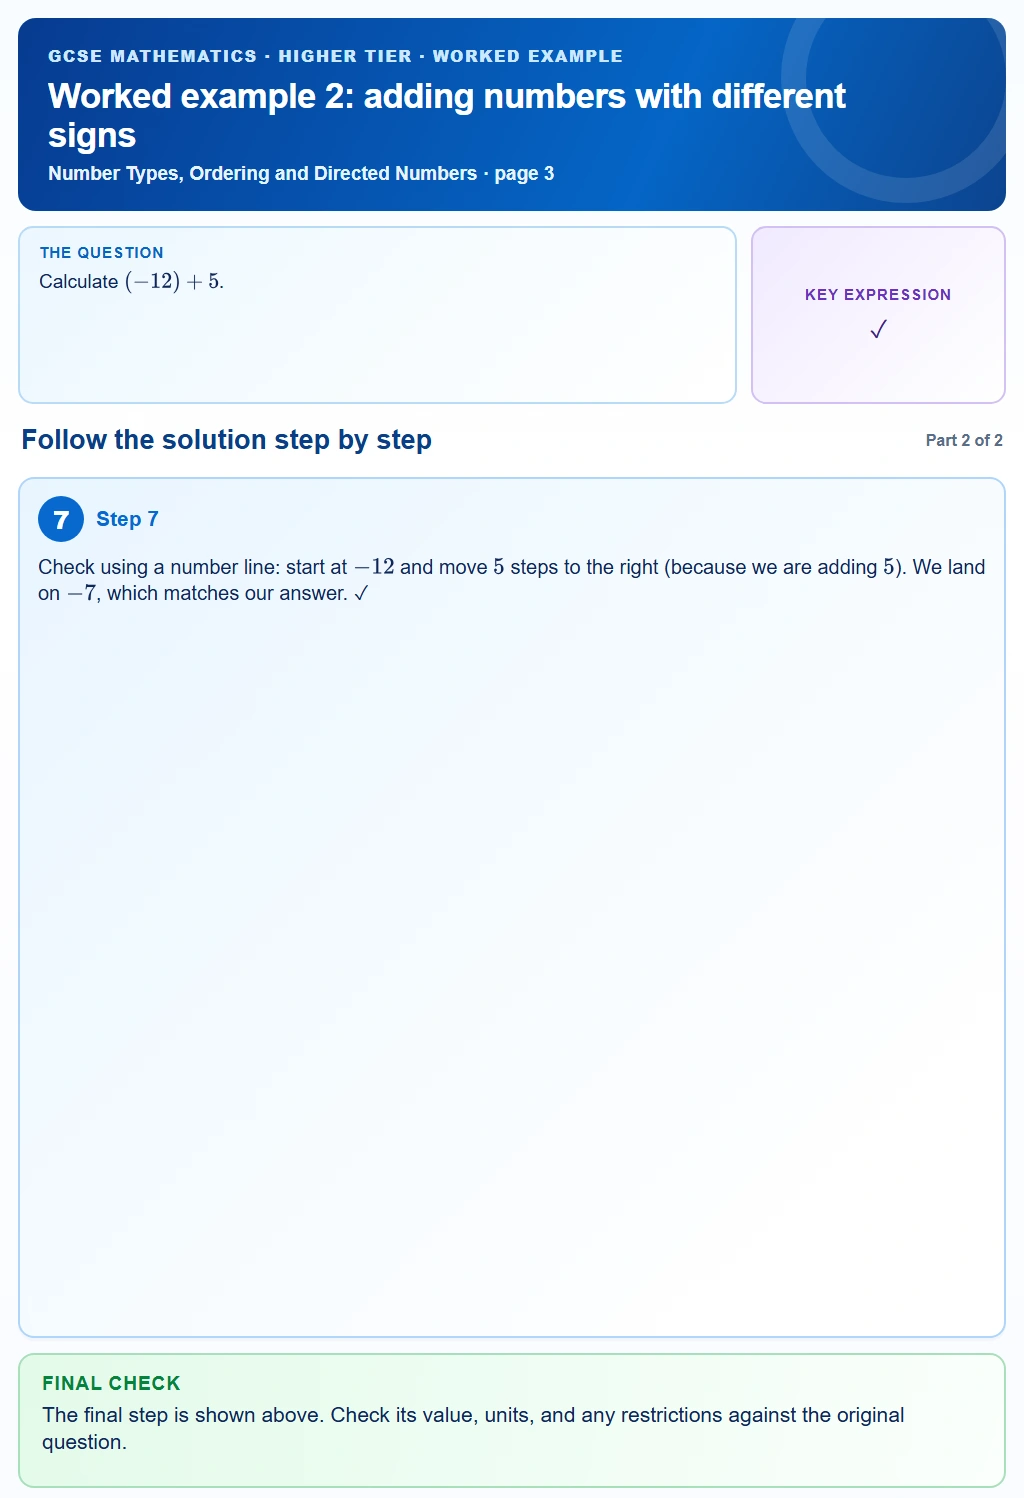 GCSE MATHEMATICS · HIGHER TIER · WORKED EXAMPLE
Worked example 2: adding numbers with different
signs
Number Types, Ordering and Directed Numbers · page 3
THE QUESTION
Calculate (−12) + 5.
KEY EXPRESSION
✓
Follow the solution step by step
Part 2 of 2
7 Step 7
Check using a number line: start at −12 and move 5 steps to the right (because we are adding 5). We land
on −7, which matches our answer. ✓
FINAL CHECK
The final step is shown above. Check its value, units, and any restrictions against the original
question.